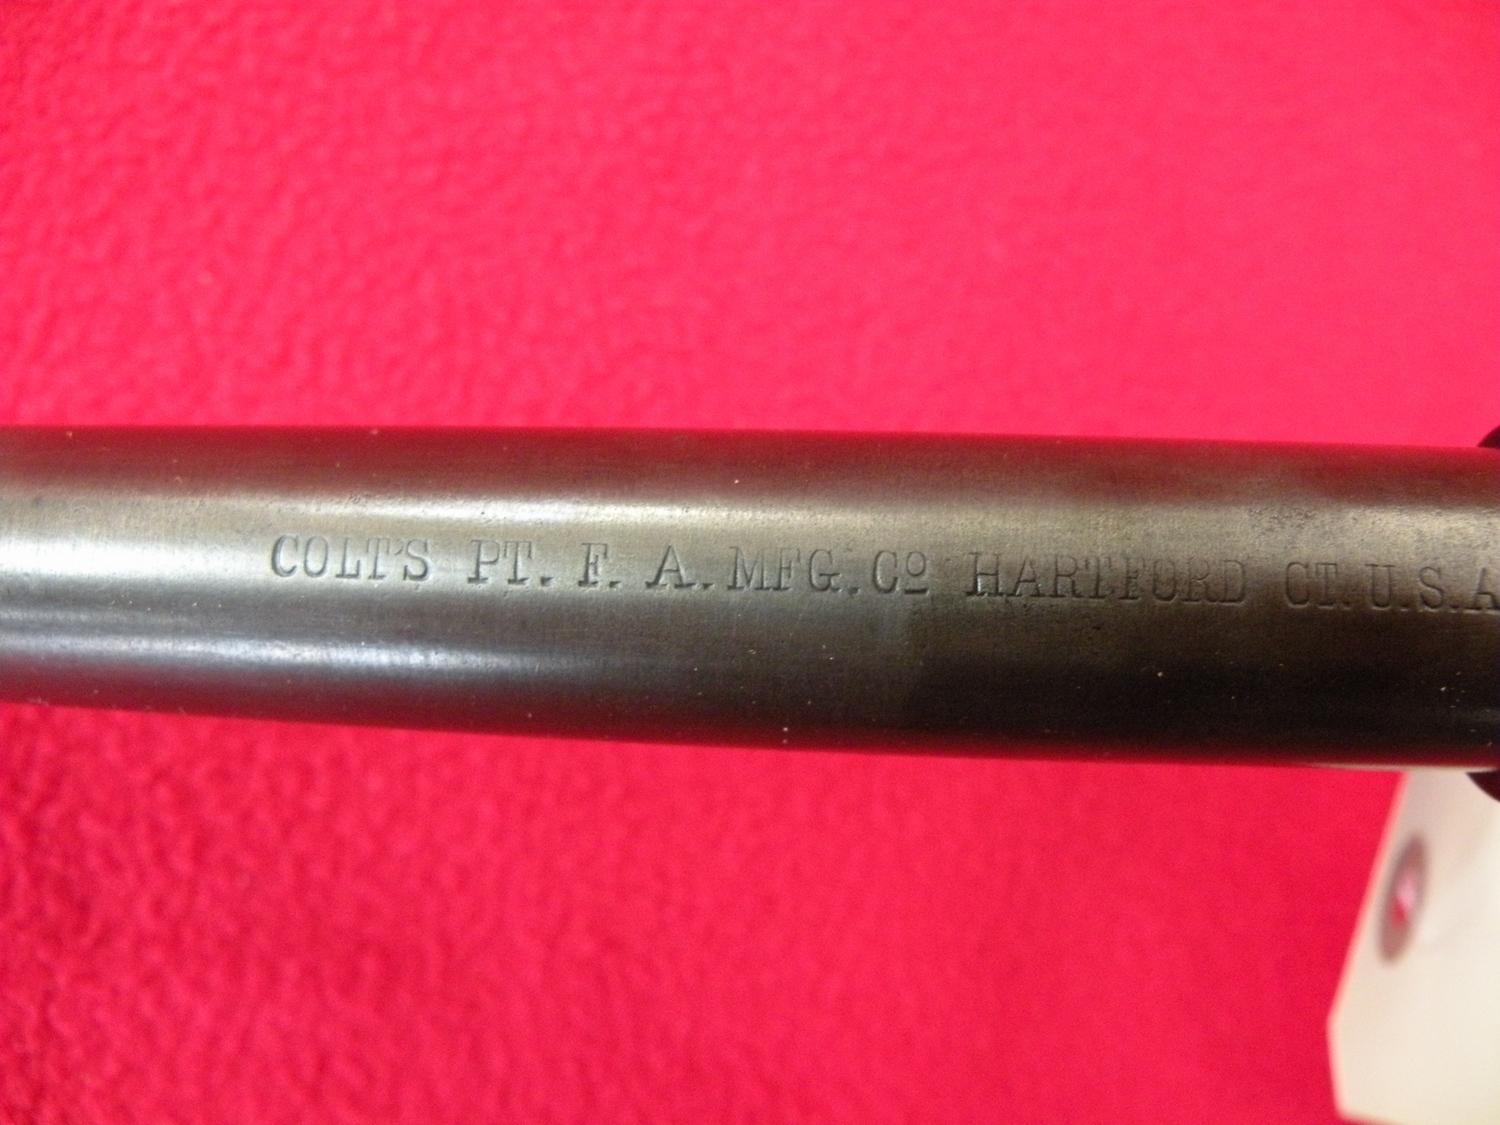 COLT'S PT. F. A. MFG. Cº HARTFORD CT. U.S.A